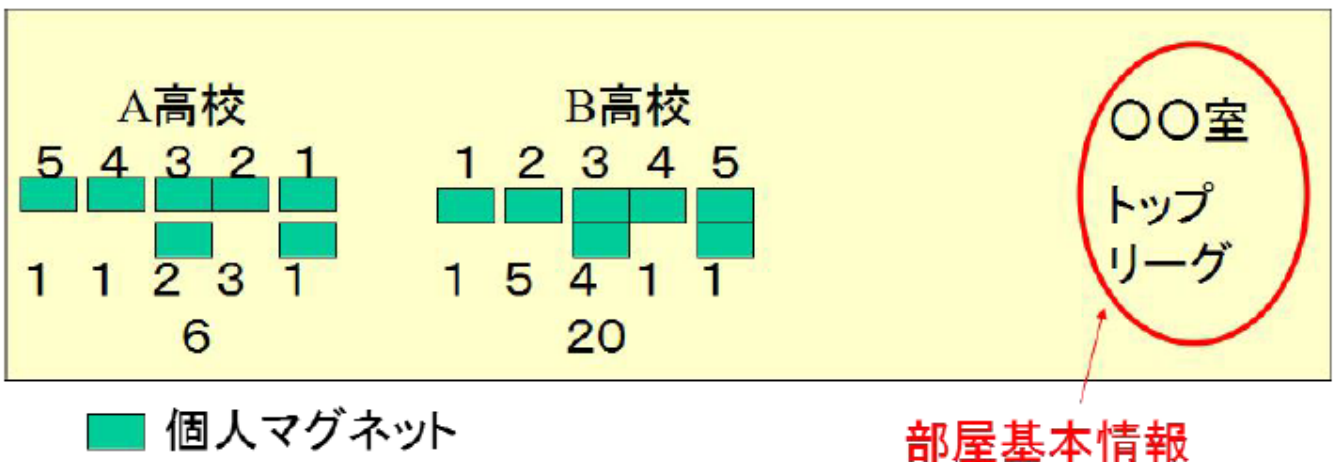 A高校
5 4 3 2 1
1 1 2 3 1
6
B高校
1 2 3 4 5
1 5 4 1 1
20
〇〇室
トップ
リーグ
個人マグネット
部屋基本情報